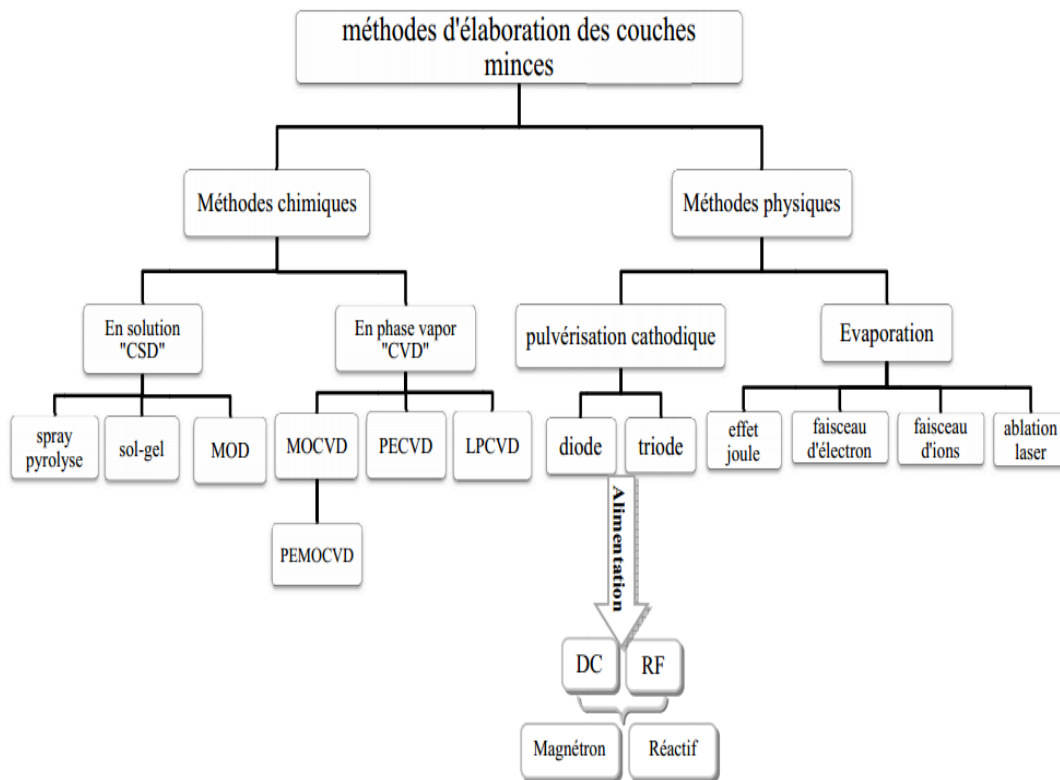 méthodes d'élaboration des couches
minces
Méthodes chimiques
Méthodes physiques
En solution
"CSD"
En phase vapor
"CVD"
pulvérisation cathodique
Evaporation
spray
pyrolyse
sol-gel
MOD
MOCVD
PECVD
LPCVD
diode
triode
effet
joule
faisceau
d'électron
faisceau
d'ions
ablation
laser
PEMOCVD
Alimentation
DC
RF
Magnétron
Réactif